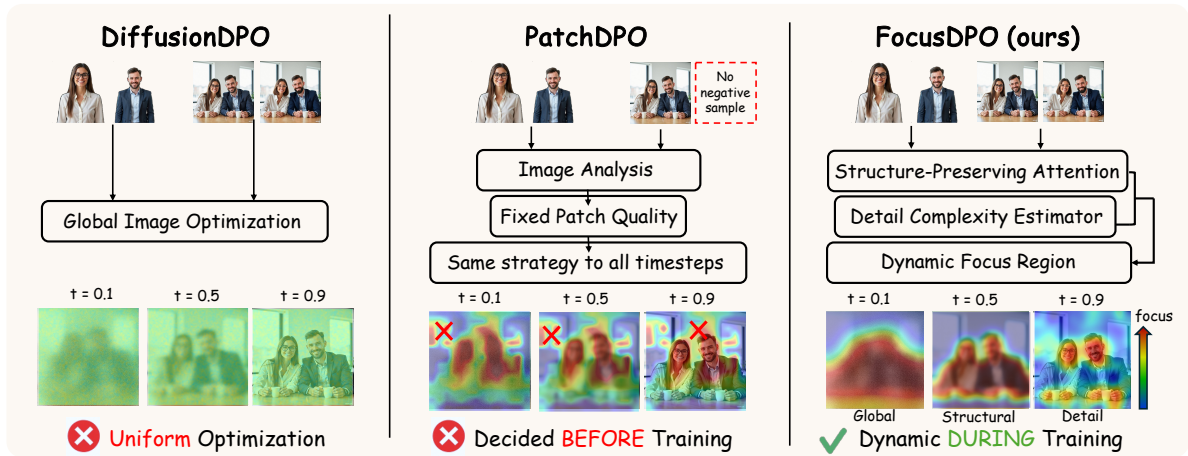 DiffusionDPO
Global Image Optimization
t = 0.1
t = 0.5
t = 0.9
Uniform Optimization
PatchDPO
No
negative
sample
Image Analysis
Fixed Patch Quality
Same strategy to all timesteps
t = 0.1
t = 0.5
t = 0.9
Decided BEFORE Training
FocusDPO (ours)
Structure-Preserving Attention
Detail Complexity Estimator
Dynamic Focus Region
t = 0.1
t = 0.5
t = 0.9
focus
Global
Structural
Detail
Dynamic DURING Training